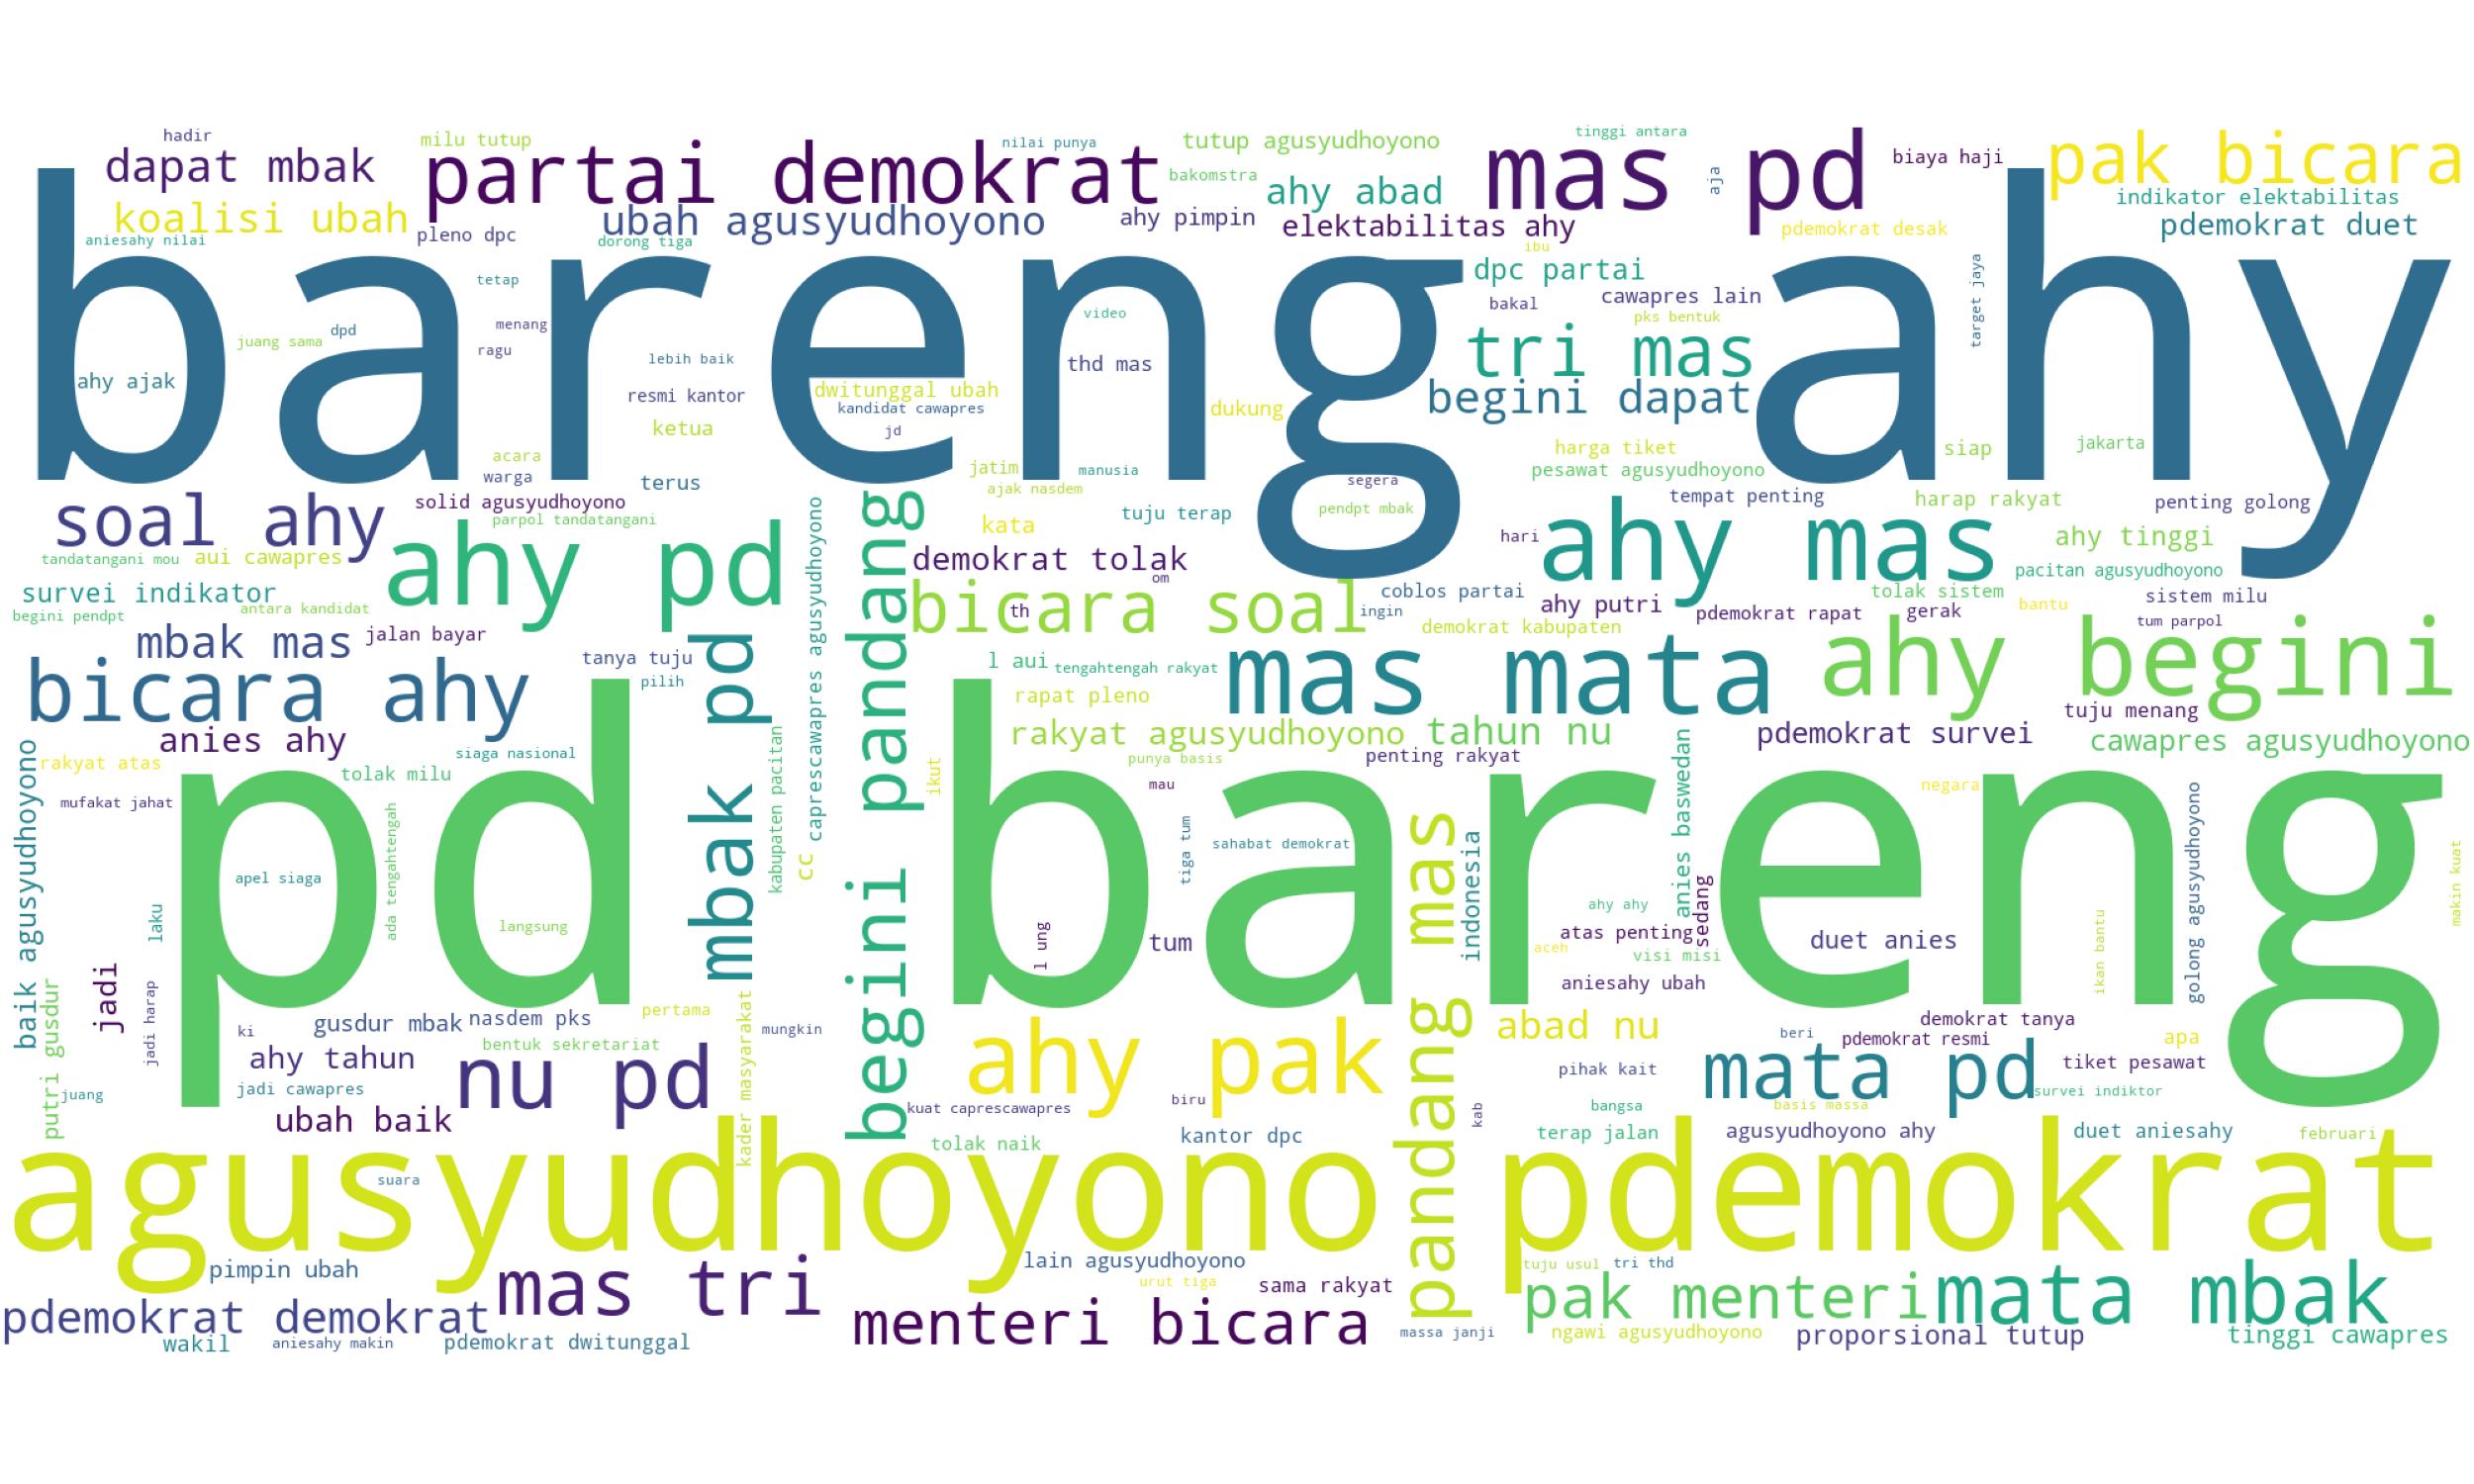 hadir
milu tutup
nilai punya
tutup agusyudhoyono
tinggi antara
dapat mbak
partai demokrat
bakomstra
ahy abad
mas pd
aja
biaya haji
pak bicara
koalisi ubah
ubah agusyudhoyono
ahy pimpin
elektabilitas ahy
indikator elektabilitas
aniesahy nilai
pleno dpc
dorong tiga
ibu
pdemokrat desak
pdemokrat duet
bareng ahy
tetap
dpc partai
bakal
cawapres lain
target jaya
juang sama
dpd
menang
video
pks bentuk
ragu
lebih baik
thd mas
tri mas
ahy ajak
resmi kantor
dwitunggal ubah
kandidat cawapres
dukung
begini dapat
ketua
jd
acara
warga
terus
jatim
ajak nasdem
manusia
segera
harga tiket
pesawat agusyudhoyono
siap
jakarta
soal ahy
solid agusyudhoyono
parpol tandatangani
kata
tuju terap
pendpt mbak
tempat penting
harap rakyat
penting golong
tandatangani mou
aui cawapres
ahy pd
caprescawapres agusyudhoyono
begini pandang
demokrat tolak
om
hari
ahy mas
ahy tinggi
survei indikator
begini pendpt
antara kandidat
bicara soal
th
ingin
coblos partai
ahy putri
pacitan agusyudhoyono
tolak sistem
pdemokrat rapat
gerak
bantu
sistem milu
tum parpol
mbak mas
jalan bayar
mbak pd
demokrat kabupaten
bicara ahy
tanya tuju
pilih
l aui
tengahtengah rakyat
rapat pleno
mas mata
ahy begini
tuju menang
anies ahy
siaga nasional
rakyat agusyudhoyono
tahun nu
pdemokrat survei
cawapres agusyudhoyono
baik agusyudhoyono
rakyat atas
tolak milu
kabupaten pacitan
punya basis
penting rakyat
anies baswedan
mufakat jahat
pd bareng
ikut
mau
negara
golong agusyudhoyono
ada tengahtengah
cc
tiga tum
sahabat demokrat
pandang mas
indonesia
makin kuat
apel siaga
laku
langsung
l ung
tum
ahy ahy
aceh
atas penting
sedang
visi misi
duet anies
ikan bantu
aniesahy ubah
putri gusdur
jadi
jadi harap
ki
gusdur mbak
nasdem pks
pertama
kader masyarakat
mungkin
abad nu
beri
demokrat tanya
pdemokrat resmi
apa
ahy tahun
bentuk sekretariat
nu pd
ahy pak
pihak kait
mata pd
tiket pesawat
juang
jadi cawapres
ubah baik
kuat caprescawapres
biru
kab
bangsa
basis massa
survei indiktor
tolak naik
kantor dpc
terap jalan
agusyudhoyono ahy
duet aniesahy
februari
agusyudhoyono pdemokrat
suara
pimpin ubah
mas tri
lain agusyudhoyono
urut tiga
sama rakyat
tuju usul
tri thd
pdemokrat demokrat
menteri bicara
pak menteri
mata mbak
wakil
aniesahy makin
pdemokrat dwitunggal
massa janji
ngawi agusyudhoyono
proporsional tutup
tinggi cawapres